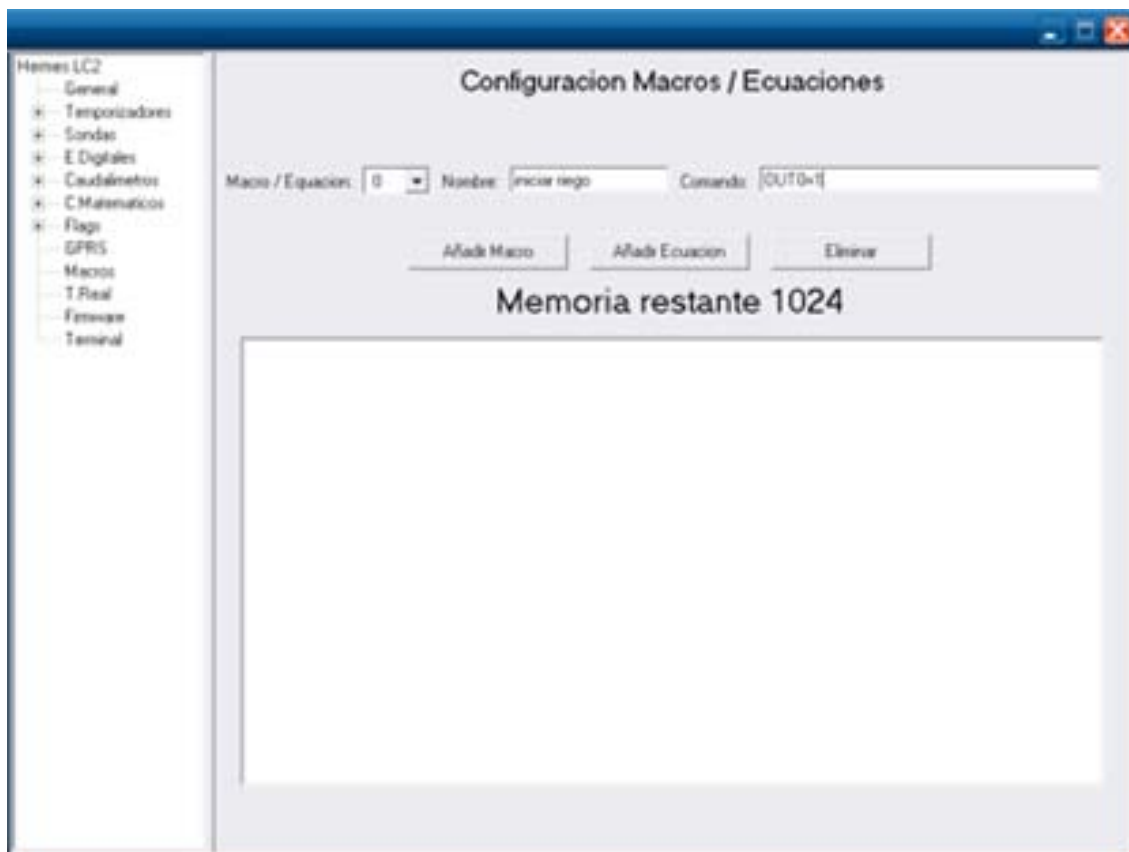 Hermes LC2
General
Temporizadores
Sondas
E.Digitales
Caudalimetros
C.Matematicos
Flags
GPRS
Macros
T.Real
Firmware
Terminal
Configuracion Macros / Ecuaciones
Macro / Equacion: 0 Nombre: iniciar riego Comando: OUT0=1
Añadir Macro Añadir Ecuacion Eliminar
Memoria restante 1024